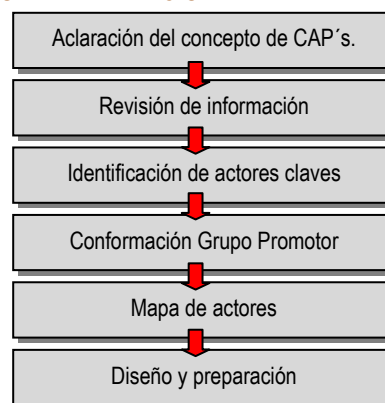 Aclaración del concepto de CAP´s.
Revisión de información
Identificación de actores claves
Conformación Grupo Promotor
Mapa de actores
Diseño y preparación